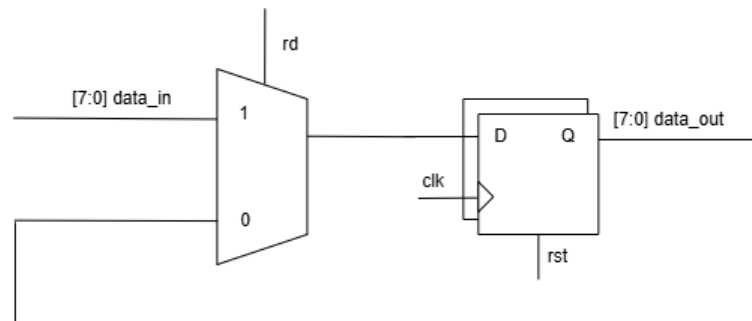 rd
[7:0] data_in
1
[7:0] data_out
D
Q
clk
0
rst